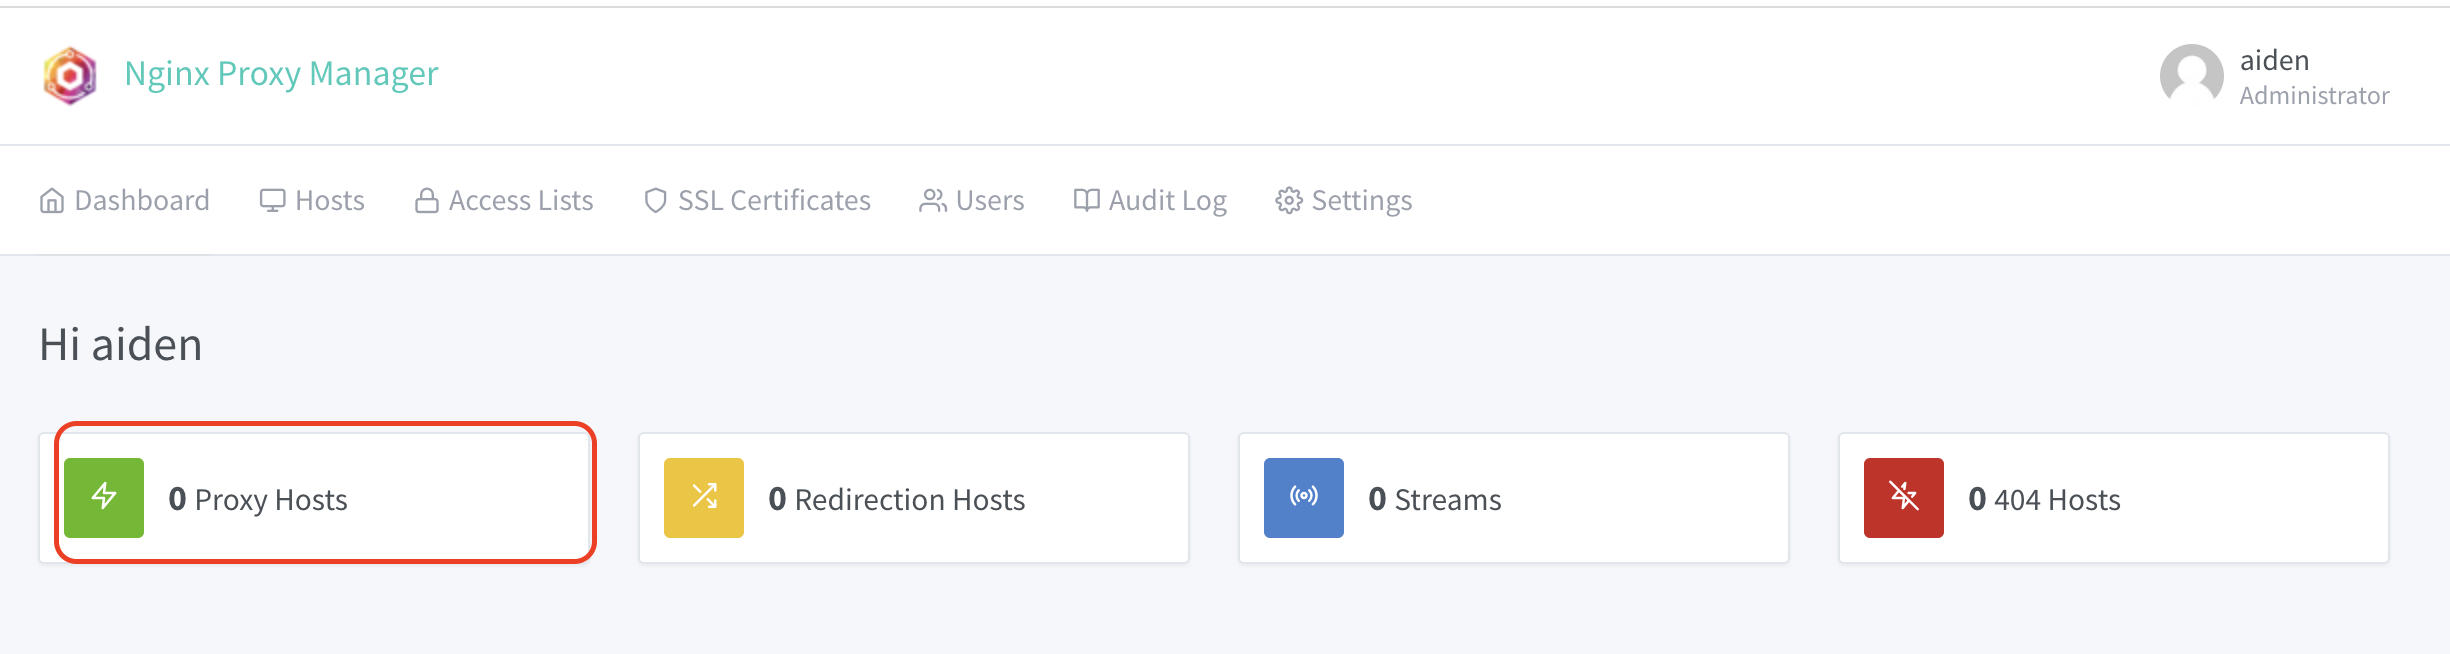 Nginx Proxy Manager
aiden
Administrator
Dashboard Hosts Access Lists SSL Certificates Users Audit Log Settings
Hi aiden
0 Proxy Hosts 0 Redirection Hosts 0 Streams 0 404 Hosts